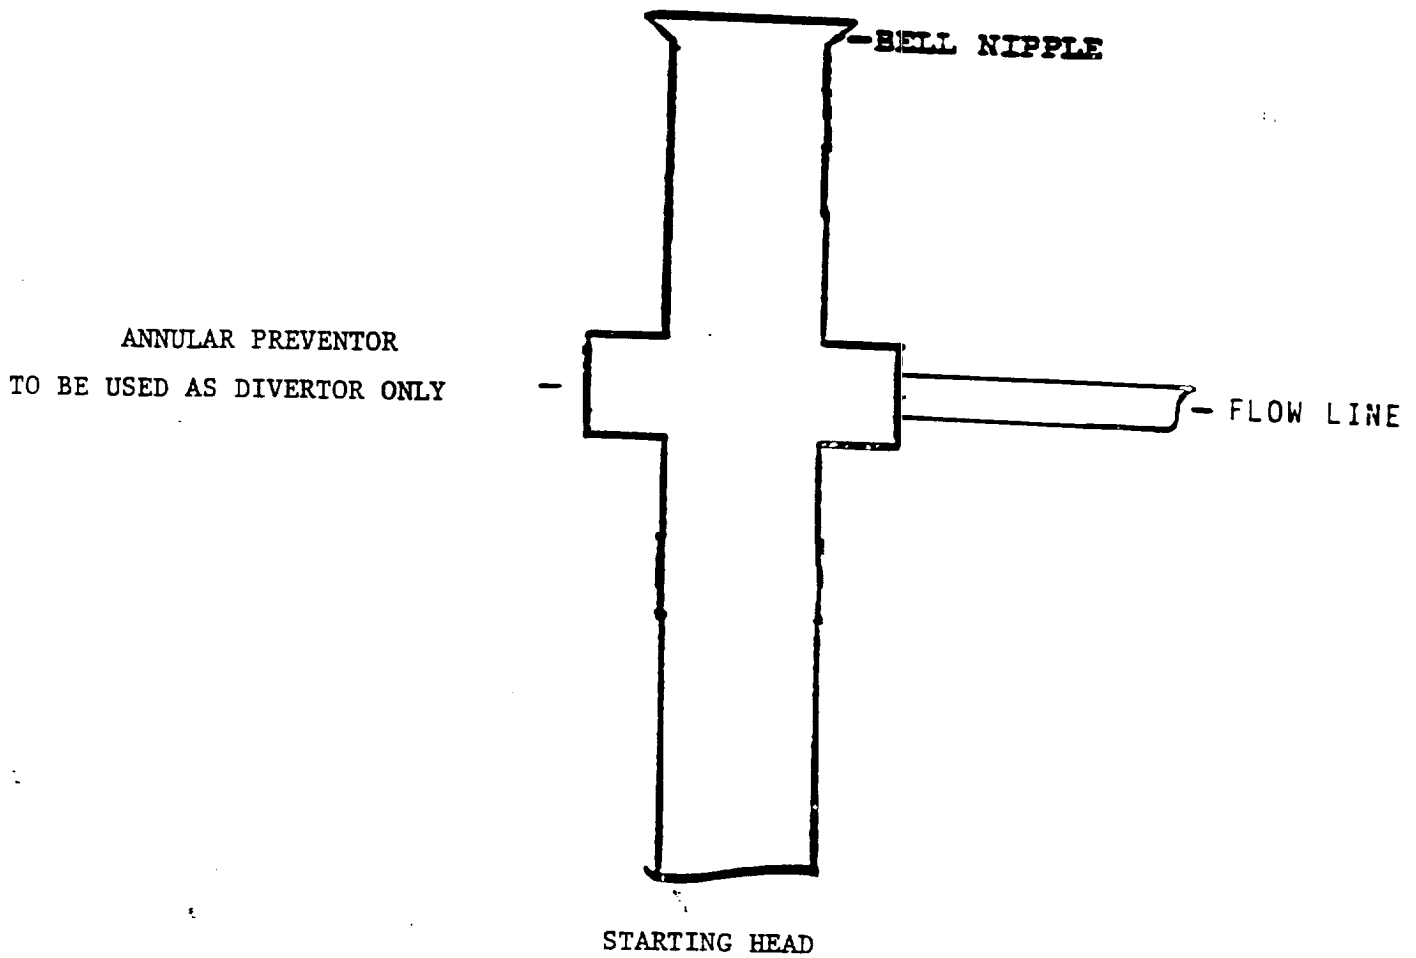 BELL NIPPLE
ANNULAR PREVENTOR
TO BE USED AS DIVERTOR ONLY
FLOW LINE
STARTING HEAD